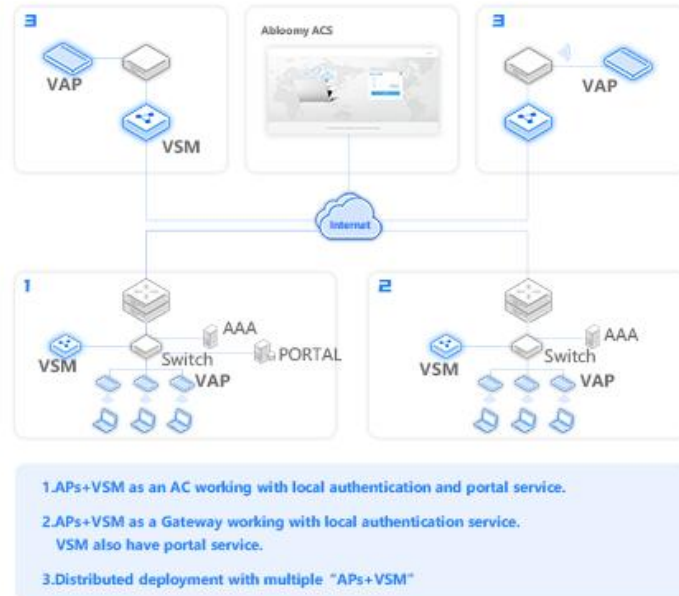 3
VAP
VSM
Abloomy ACS
3
VAP
Internet
1
AAA
VSM
Switch
PORTAL
VAP
2
AAA
VSM
Switch
VAP
1.APs+VSM as an AC working with local authentication and portal service.
2.APs+VSM as a Gateway working with local authentication service.
VSM also have portal service.
3.Distributed deployment with multiple “APs+VSM”